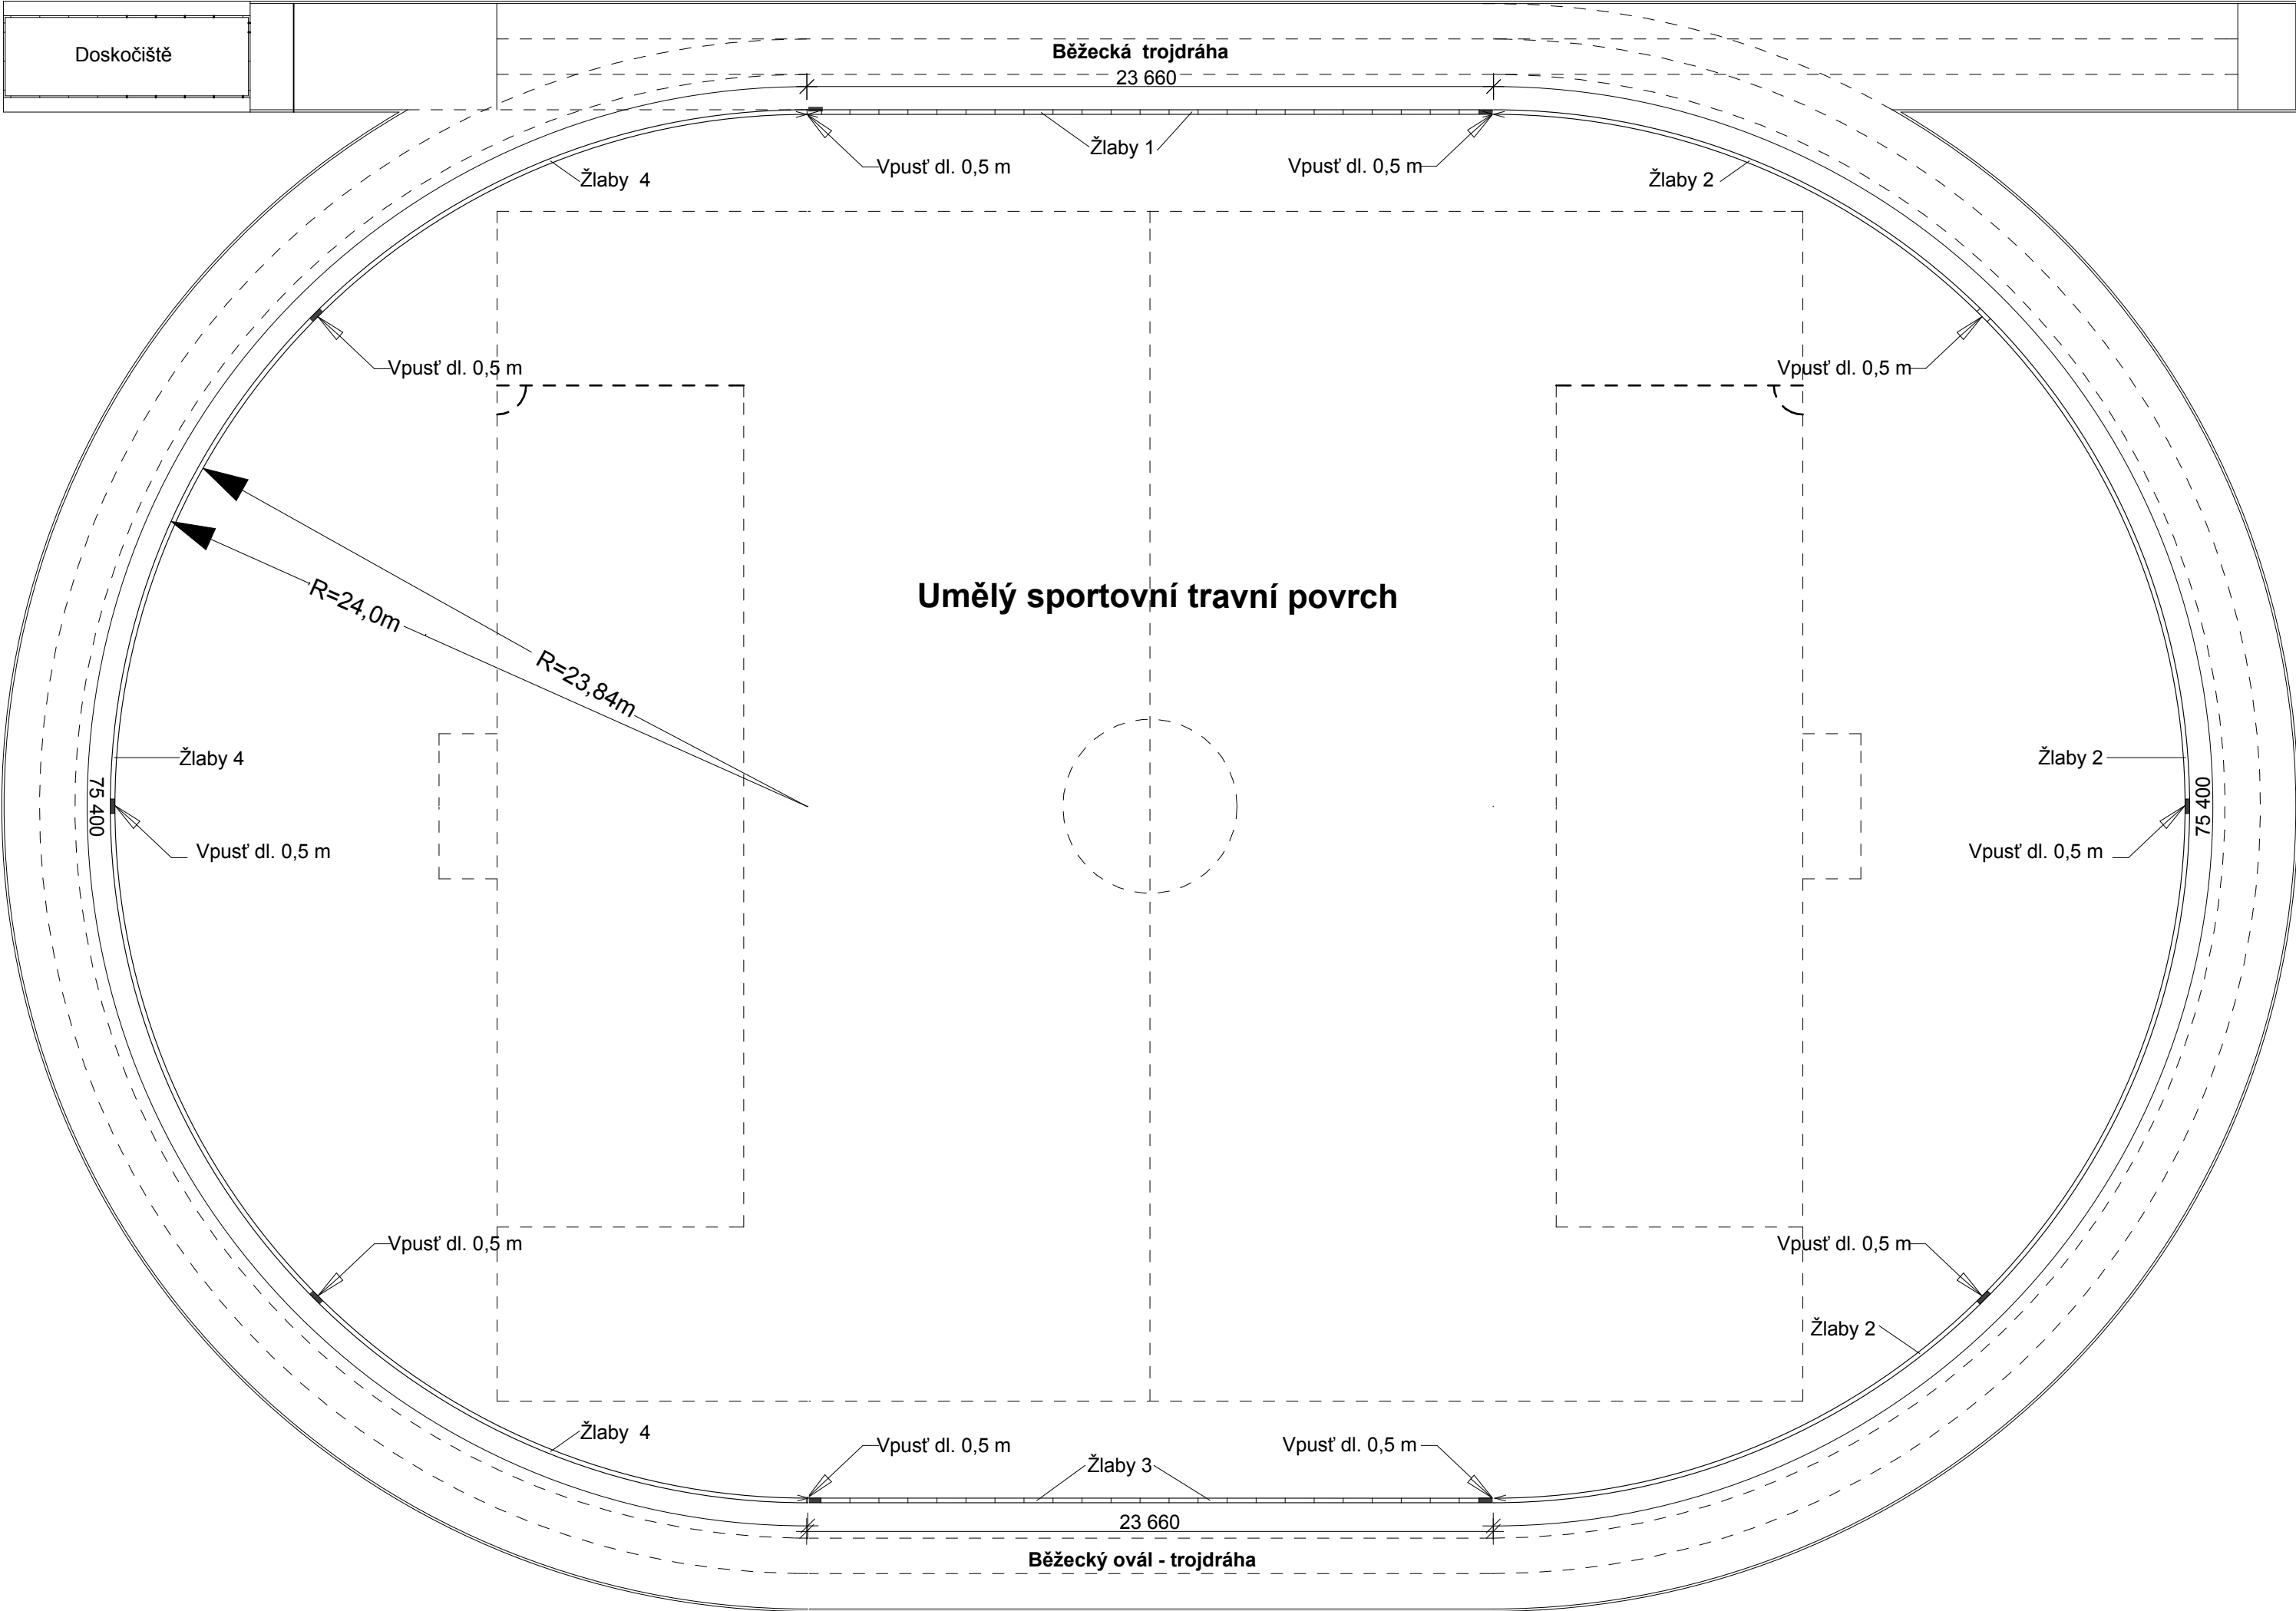 Doskočiště
Běžecká  trojdráha
23 660
Žlaby 1
Vpusť dl. 0,5 m
Vpusť dl. 0,5 m
Žlaby  4
Žlaby 2
Vpusť dl. 0,5 m
Vpusť dl. 0,5 m
R=24,0m
R=23,84m
Umělý sportovní travní povrch
Žlaby 4
Žlaby 2
75 400
75 400
Vpusť dl. 0,5 m
Vpusť dl. 0,5 m
Vpusť dl. 0,5 m
Vpusť dl. 0,5 m
Žlaby 2
Žlaby  4
Vpusť dl. 0,5 m
Vpusť dl. 0,5 m
Žlaby 3
23 660
Běžecký ovál - trojdráha